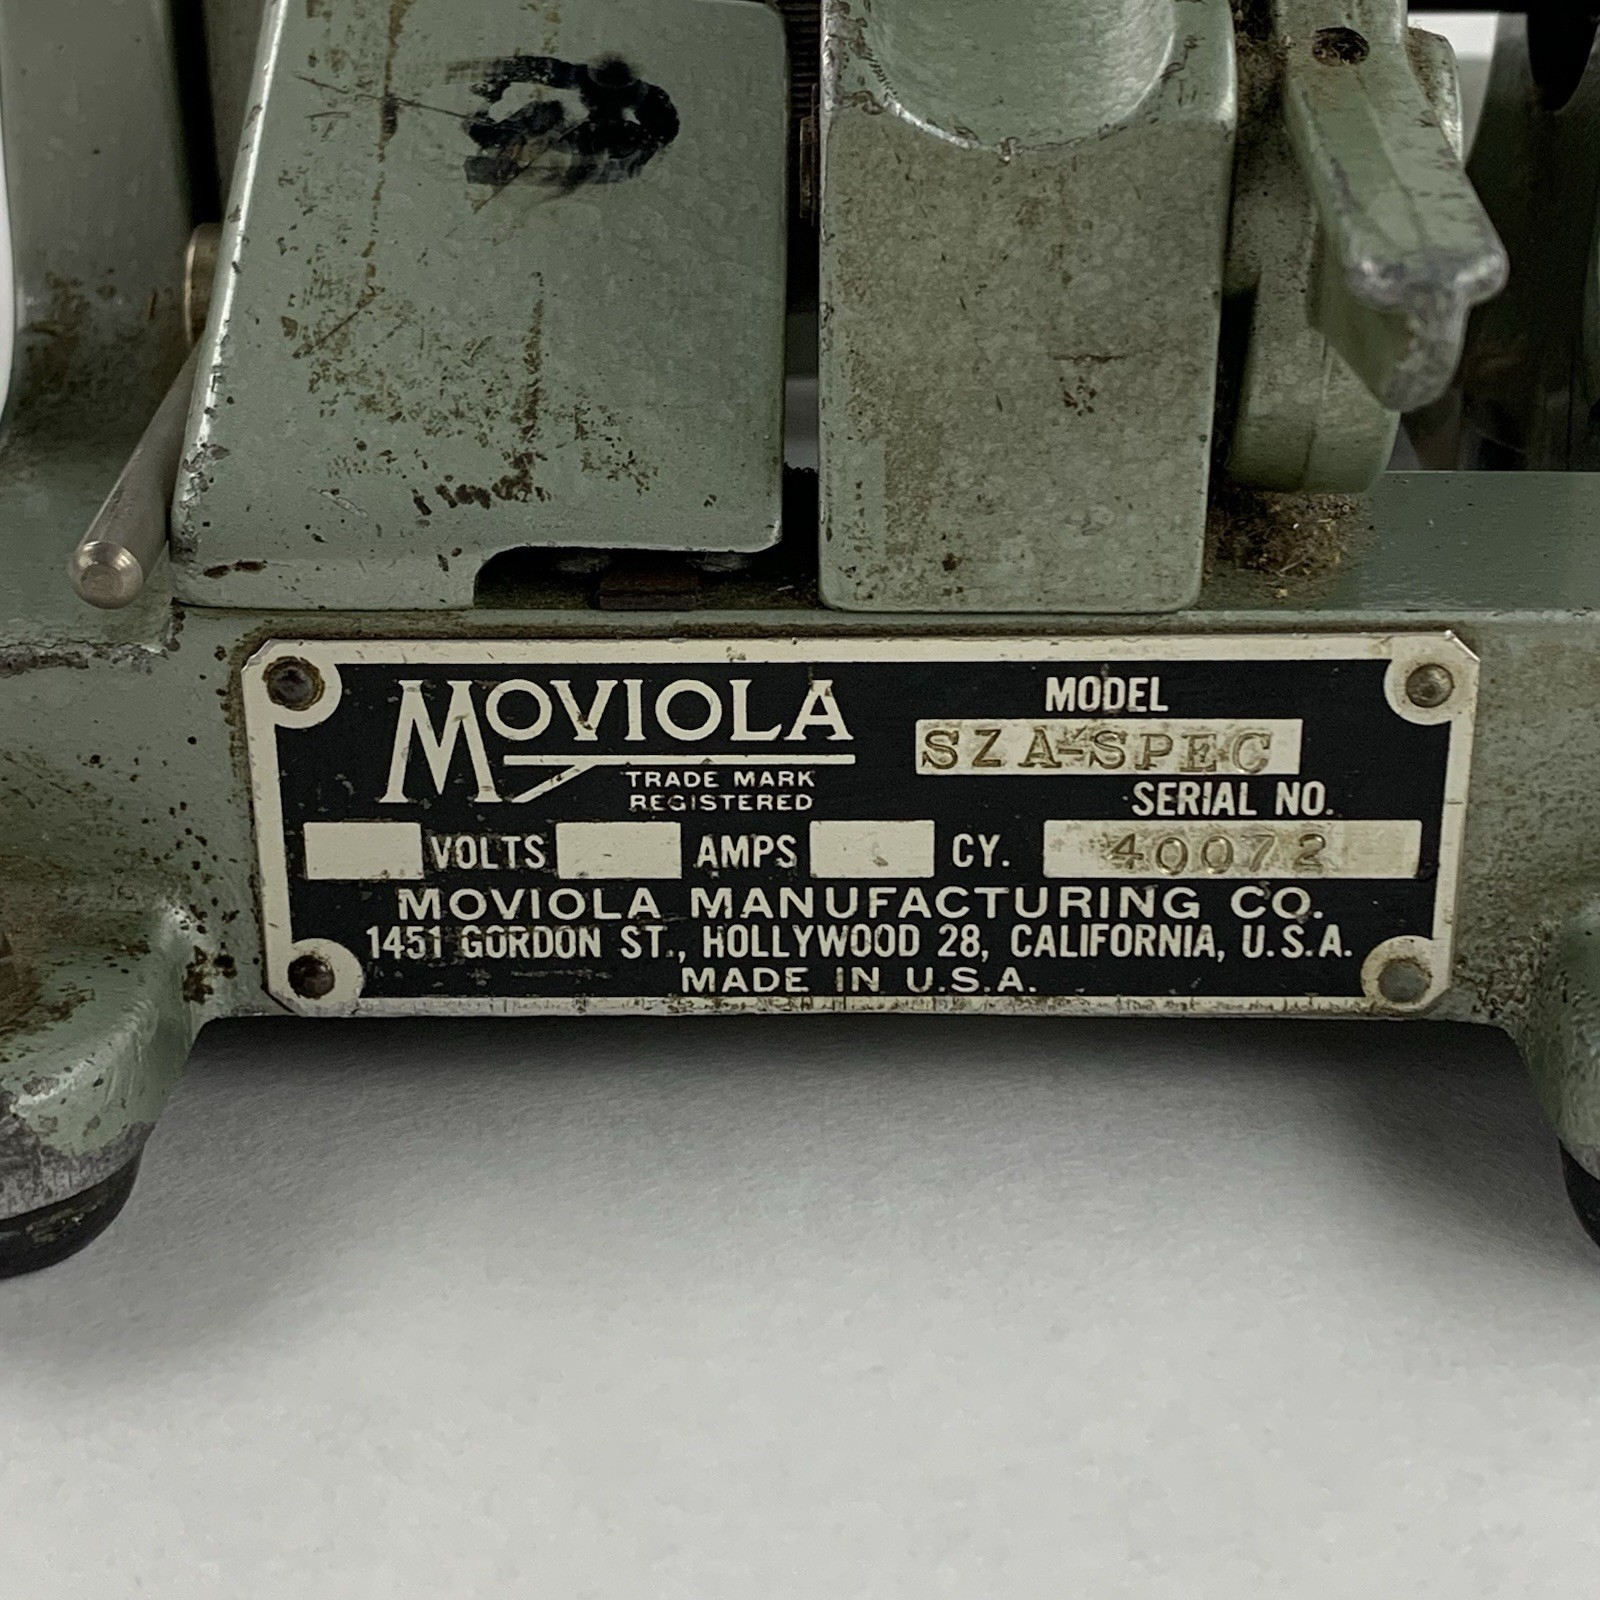 MOVIOLA
TRADE MARK
REGISTERED
MODEL
SZA-SPEC
SERIAL NO.
VOLTS AMPS CY. 40072
MOVIOLA MANUFACTURING CO.
1451 GORDON ST., HOLLYWOOD 28, CALIFORNIA, U.S.A.
MADE IN U.S.A.